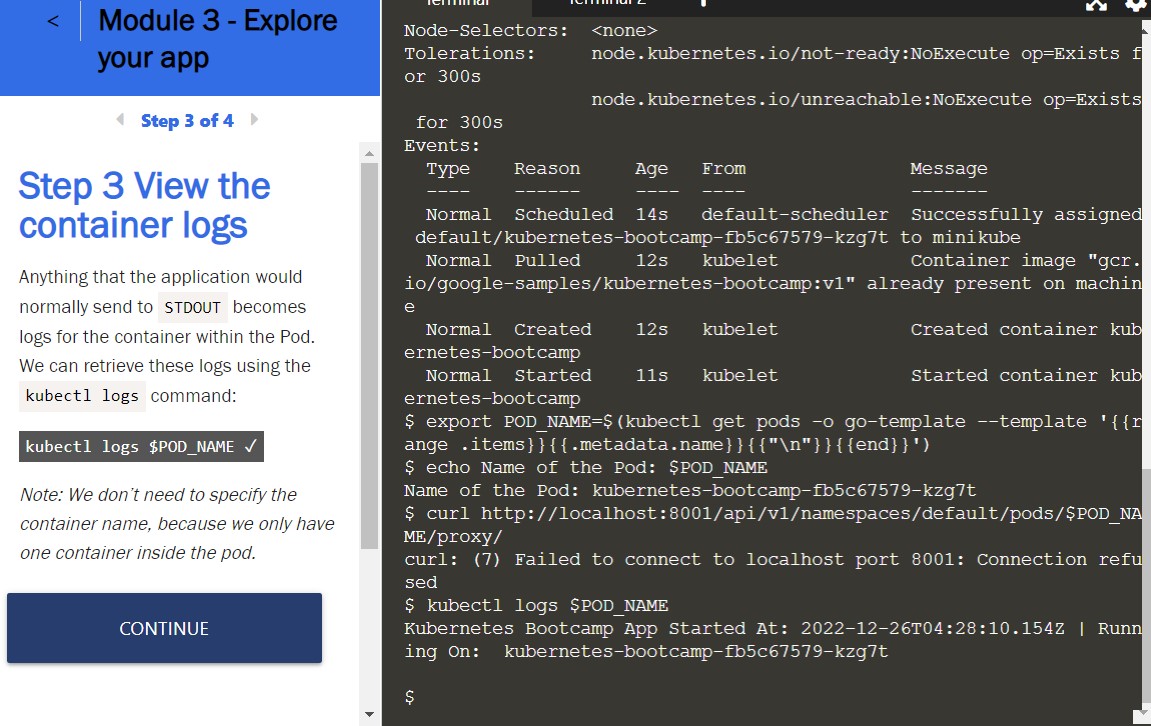 <
Module 3 - Explore
your app
Step 3 of 4
Step 3 View the
container logs
Anything that the application would
normally send to STDOUT becomes
logs for the container within the Pod.
We can retrieve these logs using the
kubectl logs command:
kubectl logs $POD_NAME ✓
Note: We don’t need to specify the
container name, because we only have
one container inside the pod.
CONTINUE
Terminal Terminal 2 +
Node-Selectors:  <none>
Tolerations:     node.kubernetes.io/not-ready:NoExecute op=Exists f
or 300s
                 node.kubernetes.io/unreachable:NoExecute op=Exists
 for 300s
Events:
  Type    Reason     Age   From               Message
  ----    ------     ----  ----               -------
  Normal  Scheduled  14s   default-scheduler  Successfully assigned
 default/kubernetes-bootcamp-fb5c67579-kzg7t to minikube
  Normal  Pulled     12s   kubelet            Container image "gcr.
io/google-samples/kubernetes-bootcamp:v1" already present on machin
e
  Normal  Created    12s   kubelet            Created container kub
ernetes-bootcamp
  Normal  Started    11s   kubelet            Started container kub
ernetes-bootcamp
$ export POD_NAME=$(kubectl get pods -o go-template --template '{{r
ange .items}}{{.metadata.name}}{{"\n"}}{{end}}')
$ echo Name of the Pod: $POD_NAME
Name of the Pod: kubernetes-bootcamp-fb5c67579-kzg7t
$ curl http://localhost:8001/api/v1/namespaces/default/pods/$POD_NA
ME/proxy/
curl: (7) Failed to connect to localhost port 8001: Connection refu
sed
$ kubectl logs $POD_NAME
Kubernetes Bootcamp App Started At: 2022-12-26T04:28:10.154Z | Runn
ing On:  kubernetes-bootcamp-fb5c67579-kzg7t
$